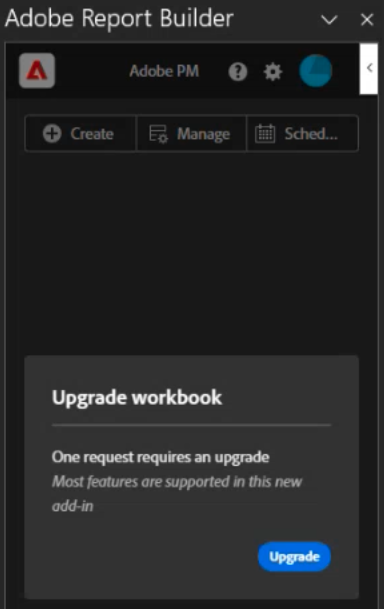 Adobe Report Builder
Adobe PM
Create
Manage
Sched...
Upgrade workbook
One request requires an upgrade
Most features are supported in this new
add-in
Upgrade